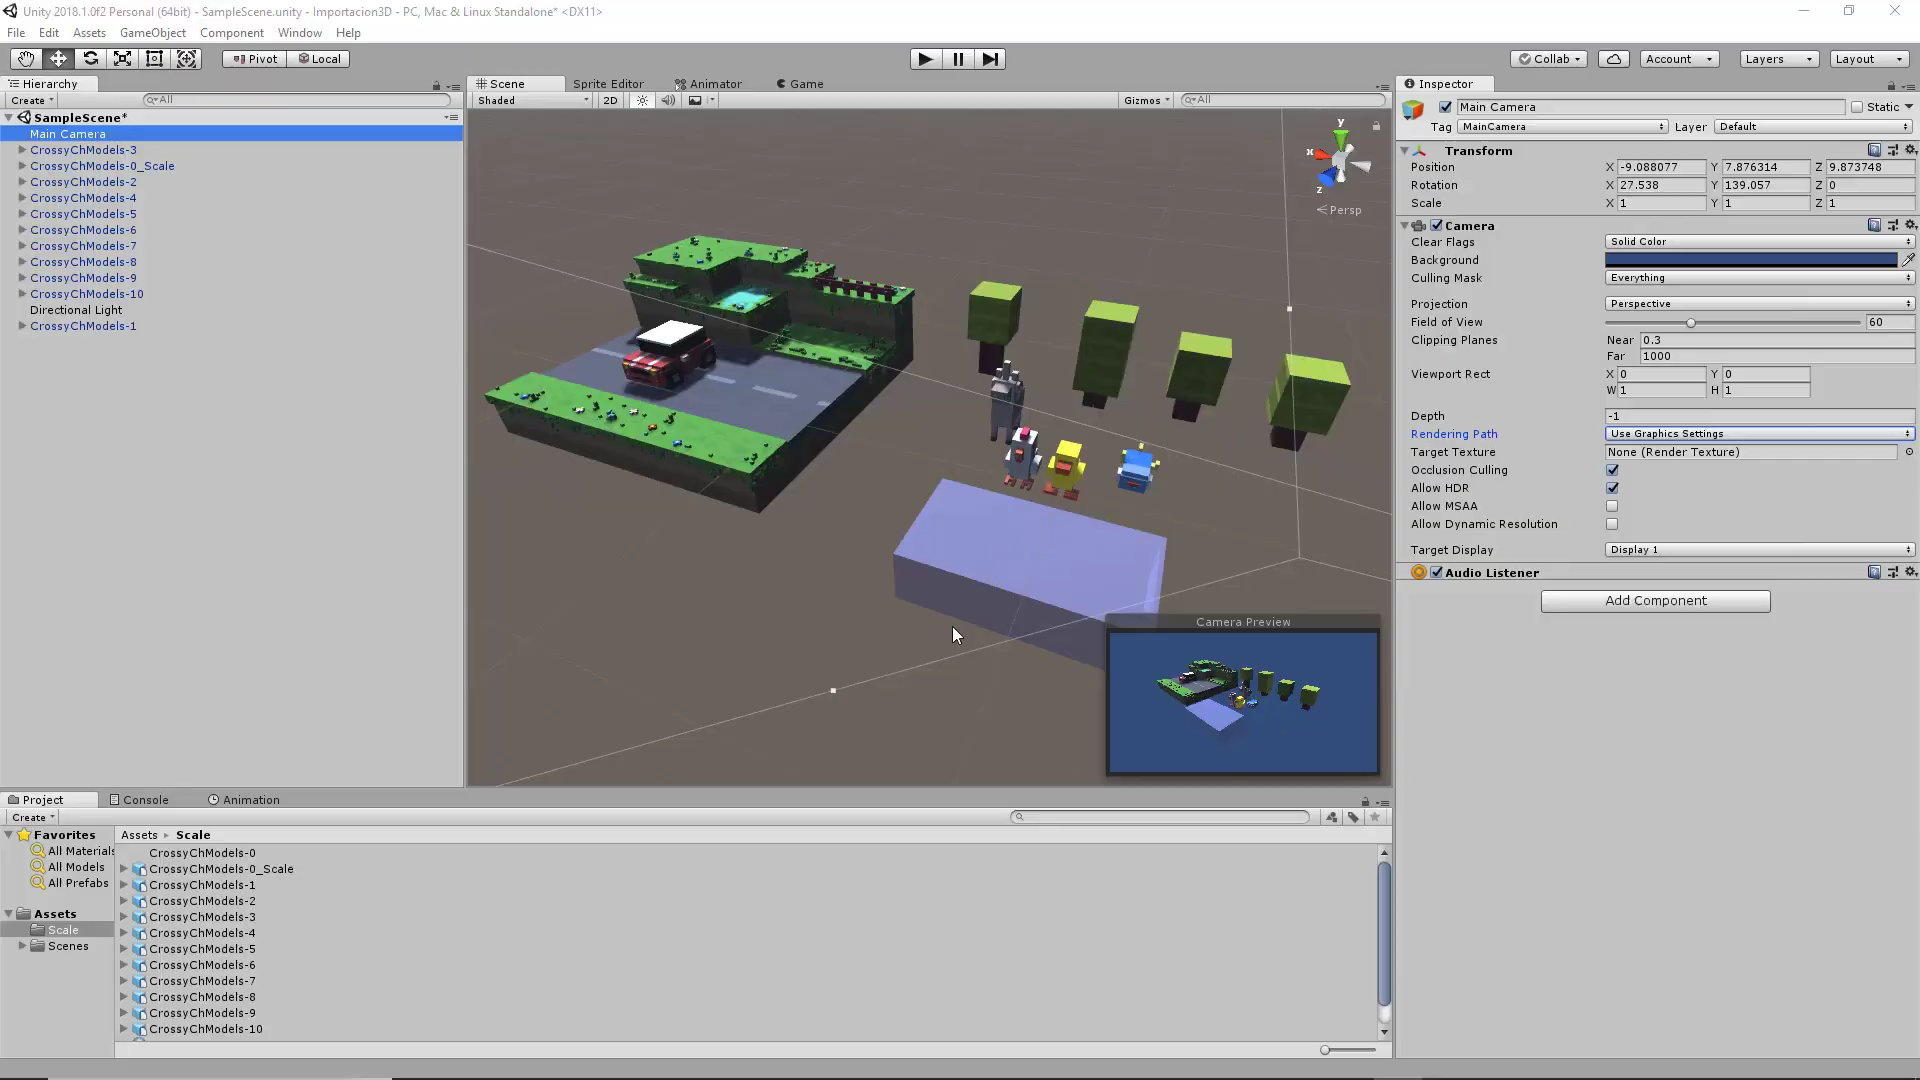 Unity 2018.1.0f2 Personal (64bit) - SampleScene.unity - Importacion3D - PC, Mac & Linux Standalone* <DX11>
File Edit Assets GameObject Component Window Help
Pivot Local Collab Account Layers Layout
Hierarchy
Create All
SampleScene*
Main Camera
CrossyChModels-3
CrossyChModels-0_Scale
CrossyChModels-2
CrossyChModels-4
CrossyChModels-5
CrossyChModels-6
CrossyChModels-7
CrossyChModels-8
CrossyChModels-9
CrossyChModels-10
Directional Light
CrossyChModels-1
Scene Sprite Editor Animator Game
Shaded 2D Gizmos All
y
x
z
Persp
Camera Preview
Inspector
Main Camera Static
Tag MainCamera Layer Default
Transform
Position X -9.088077 Y 7.876314 Z 9.873748
Rotation X 27.538 Y 139.057 Z 0
Scale X 1 Y 1 Z 1
Camera
Clear Flags Solid Color
Background
Culling Mask Everything
Projection Perspective
Field of View 60
Clipping Planes Near 0.3
Far 1000
Viewport Rect X 0 Y 0
W 1 H 1
Depth -1
Rendering Path Use Graphics Settings
Target Texture None (Render Texture)
Occlusion Culling
Allow HDR
Allow MSAA
Allow Dynamic Resolution
Target Display Display 1
Audio Listener
Add Component
Project Console Animation
Create
Favorites
All Materials
All Models
All Prefabs
Assets
Scale
Scenes
Assets Scale
CrossyChModels-0
CrossyChModels-0_Scale
CrossyChModels-1
CrossyChModels-2
CrossyChModels-3
CrossyChModels-4
CrossyChModels-5
CrossyChModels-6
CrossyChModels-7
CrossyChModels-8
CrossyChModels-9
CrossyChModels-10